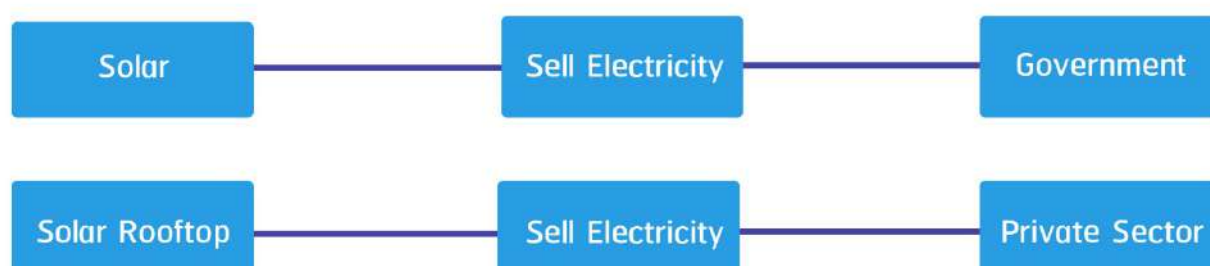 Solar
Sell Electricity
Government
Solar Rooftop
Sell Electricity
Private Sector